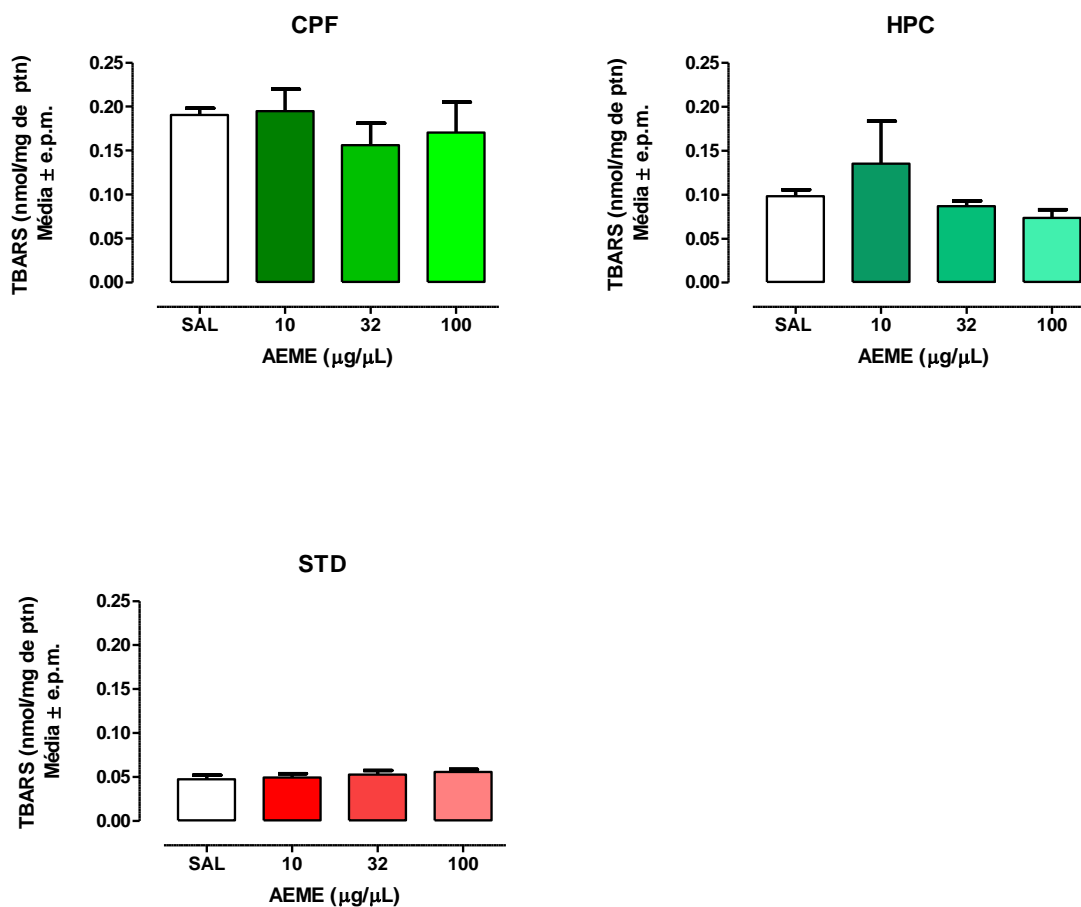 CPF
TBARS (nmol/mg de ptn)
Média ± e.p.m.
0.25
0.20
0.15
0.10
0.05
0.00
SAL 10 32 100
AEME (μg/μL)
HPC
TBARS (nmol/mg de ptn)
Média ± e.p.m.
0.25
0.20
0.15
0.10
0.05
0.00
SAL 10 32 100
AEME (μg/μL)
STD
TBARS (nmol/mg de ptn)
Média ± e.p.m.
0.25
0.20
0.15
0.10
0.05
0.00
SAL 10 32 100
AEME (μg/μL)